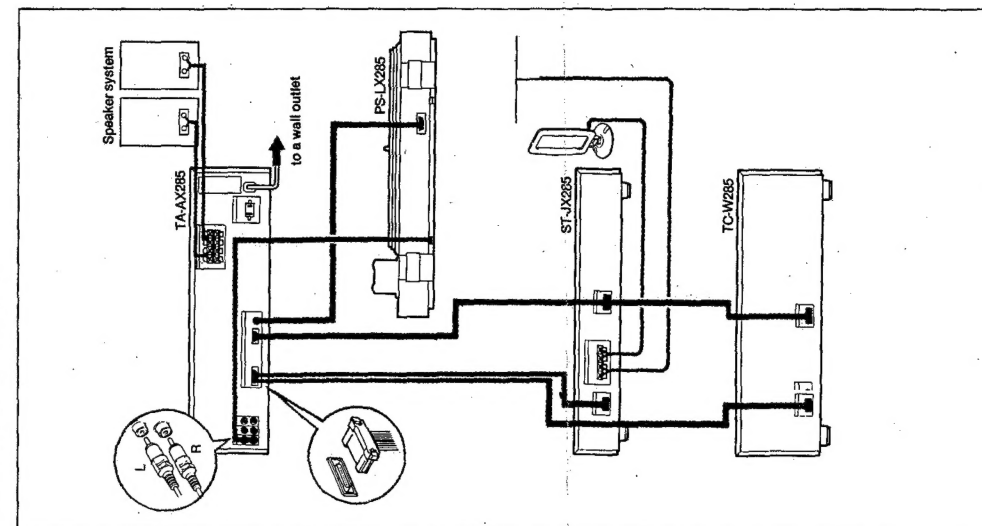 Speaker system
TA-AX285
to a wall outlet
PS-LX285
ST-JX285
TC-W285
L
R